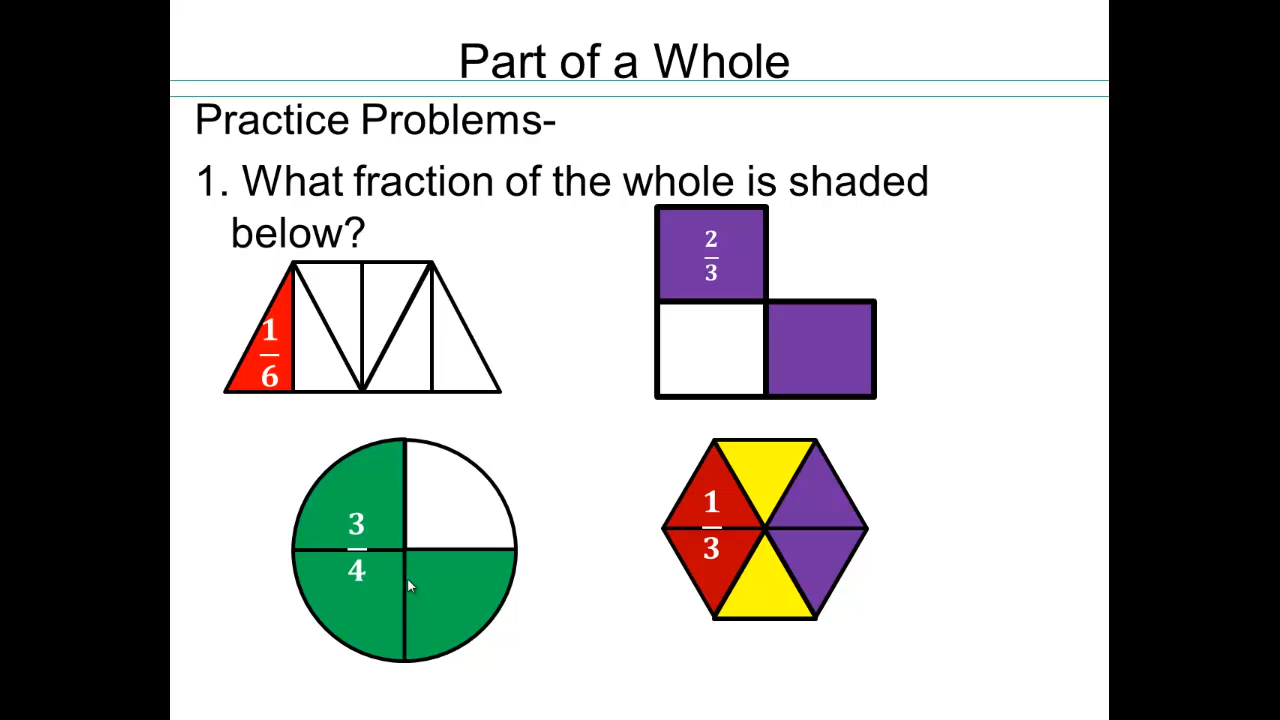 Part of a Whole
Practice Problems-
1. What fraction of the whole is shaded
below?
2
3
1
6
3
4
1
3